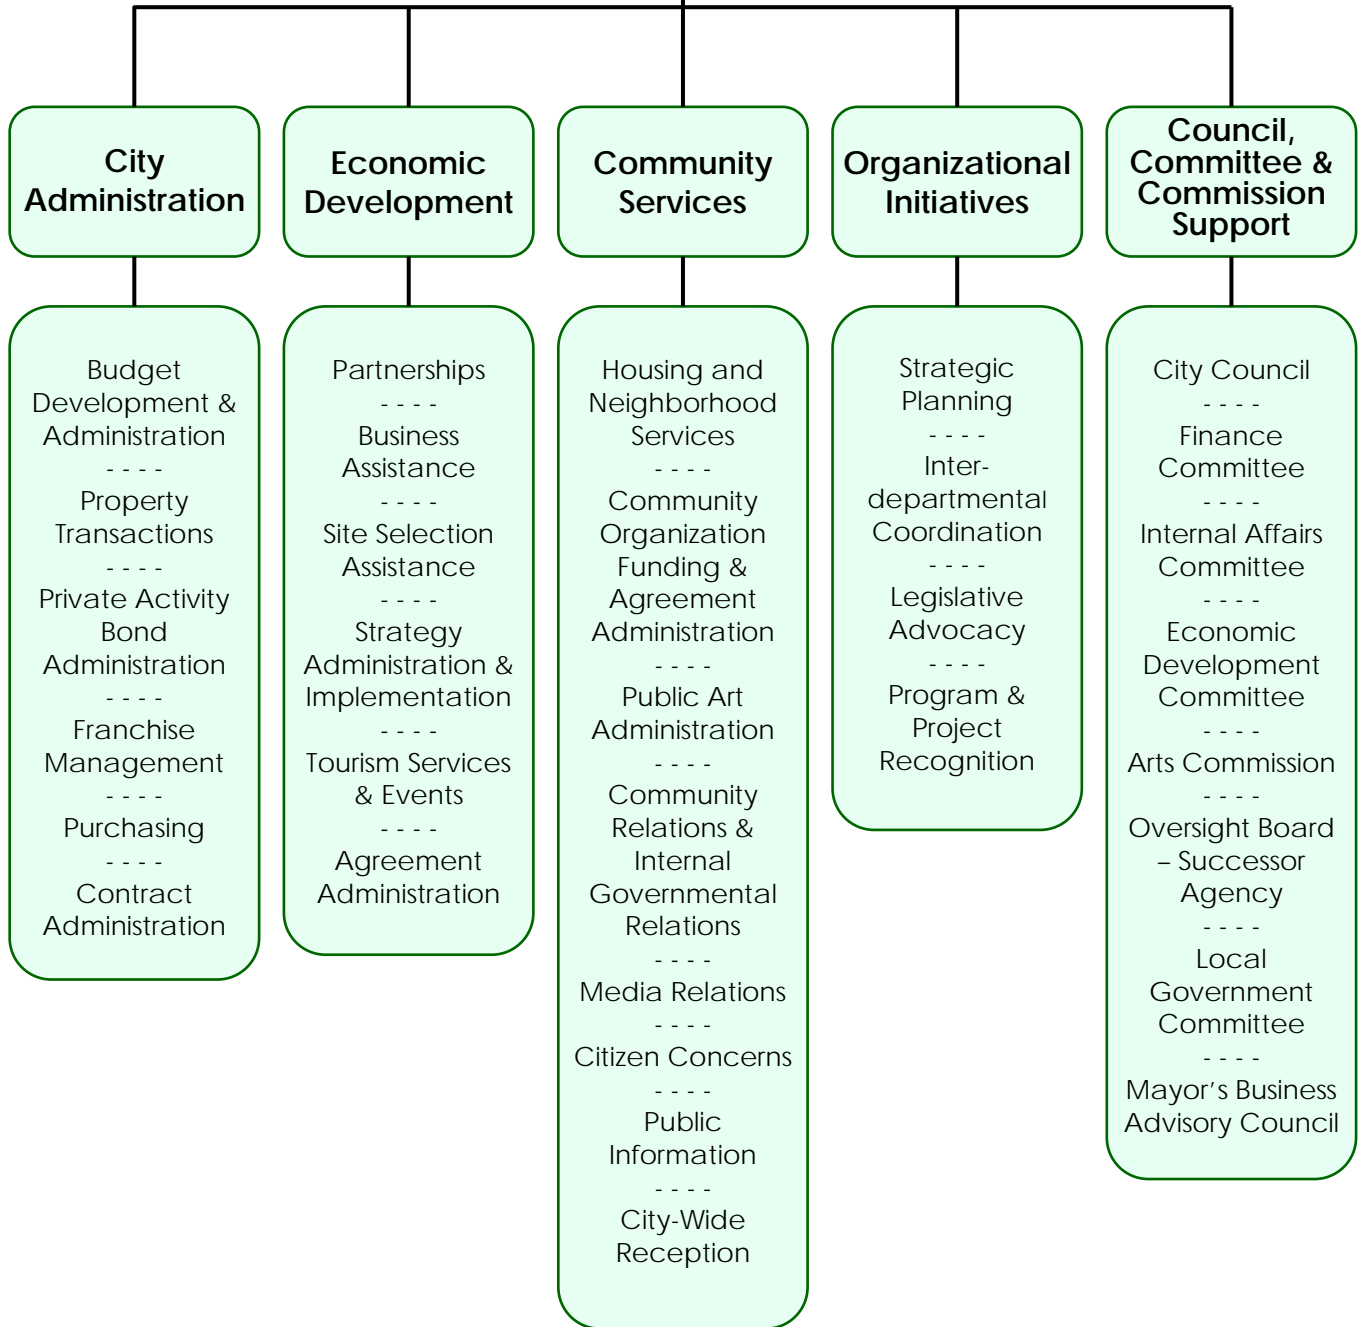 City
Administration
Budget
Development &
Administration
- - - -
Property
Transactions
- - - -
Private Activity
Bond
Administration
- - - -
Franchise
Management
- - - -
Purchasing
- - - -
Contract
Administration
Economic
Development
Partnerships
- - - -
Business
Assistance
- - - -
Site Selection
Assistance
- - - -
Strategy
Administration &
Implementation
- - - -
Tourism Services
& Events
- - - -
Agreement
Administration
Community
Services
Housing and
Neighborhood
Services
- - - -
Community
Organization
Funding &
Agreement
Administration
- - - -
Public Art
Administration
- - - -
Community
Relations &
Internal
Governmental
Relations
- - - -
Media Relations
- - - -
Citizen Concerns
- - - -
Public
Information
- - - -
City-Wide
Reception
Organizational
Initiatives
Strategic
Planning
- - - -
Inter-
departmental
Coordination
- - - -
Legislative
Advocacy
- - - -
Program &
Project
Recognition
Council,
Committee &
Commission
Support
City Council
- - - -
Finance
Committee
- - - -
Internal Affairs
Committee
- - - -
Economic
Development
Committee
- - - -
Arts Commission
- - - -
Oversight Board
– Successor
Agency
- - - -
Local
Government
Committee
- - - -
Mayor’s Business
Advisory Council